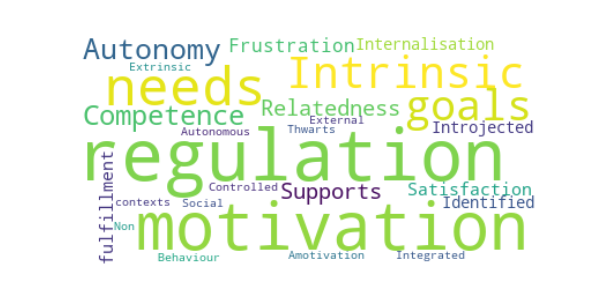 Autonomy Frustration Internalisation
Extrinsic
needs Intrinsic
goals
Competence Relatedness
External Introjected
Autonomous Thwarts
regulation
fulfillment
Controlled Supports Satisfaction
contexts Social Identified
Non motivation
Behaviour Amotivation Integrated